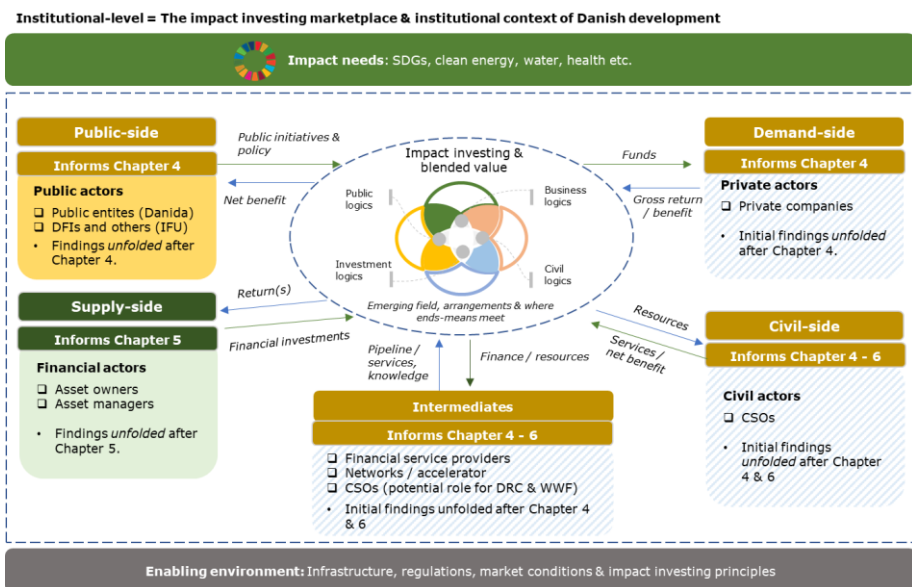 Institutional-level = The impact investing marketplace & institutional context of Danish development
Impact needs: SDGs, clean energy, water, health etc.
Public-side
Informs Chapter 4
Public actors
Public entites (Danida)
DFIs and others (IFU)
• Findings unfolded after
Chapter 4.
Public initiatives &
policy
Net benefit
Supply-side
Informs Chapter 5
Financial actors
Asset owners
Asset managers
• Findings unfolded after
Chapter 5.
Return(s)
Financial investments
Impact investing &
blended value
Public
logics
Business
logics
Investment
logics
Civil
logics
Emerging field, arrangements & where
ends-means meet
Pipeline /
services,
knowledge
Finance / resources
Intermediates
Informs Chapter 4 - 6
Financial service providers
Networks / accelerator
CSOs (potential role for DRC & WWF)
• Initial findings unfolded after Chapter 4
& 6
Funds
Gross return
/ benefit
Demand-side
Informs Chapter 4
Private actors
Private companies
• Initial findings unfolded
after Chapter 4.
Resources
Services /
net benefit
Civil-side
Informs Chapter 4 - 6
Civil actors
CSOs
• Initial findings
unfolded after Chapter
4 & 6
Enabling environment: Infrastructure, regulations, market conditions & impact investing principles